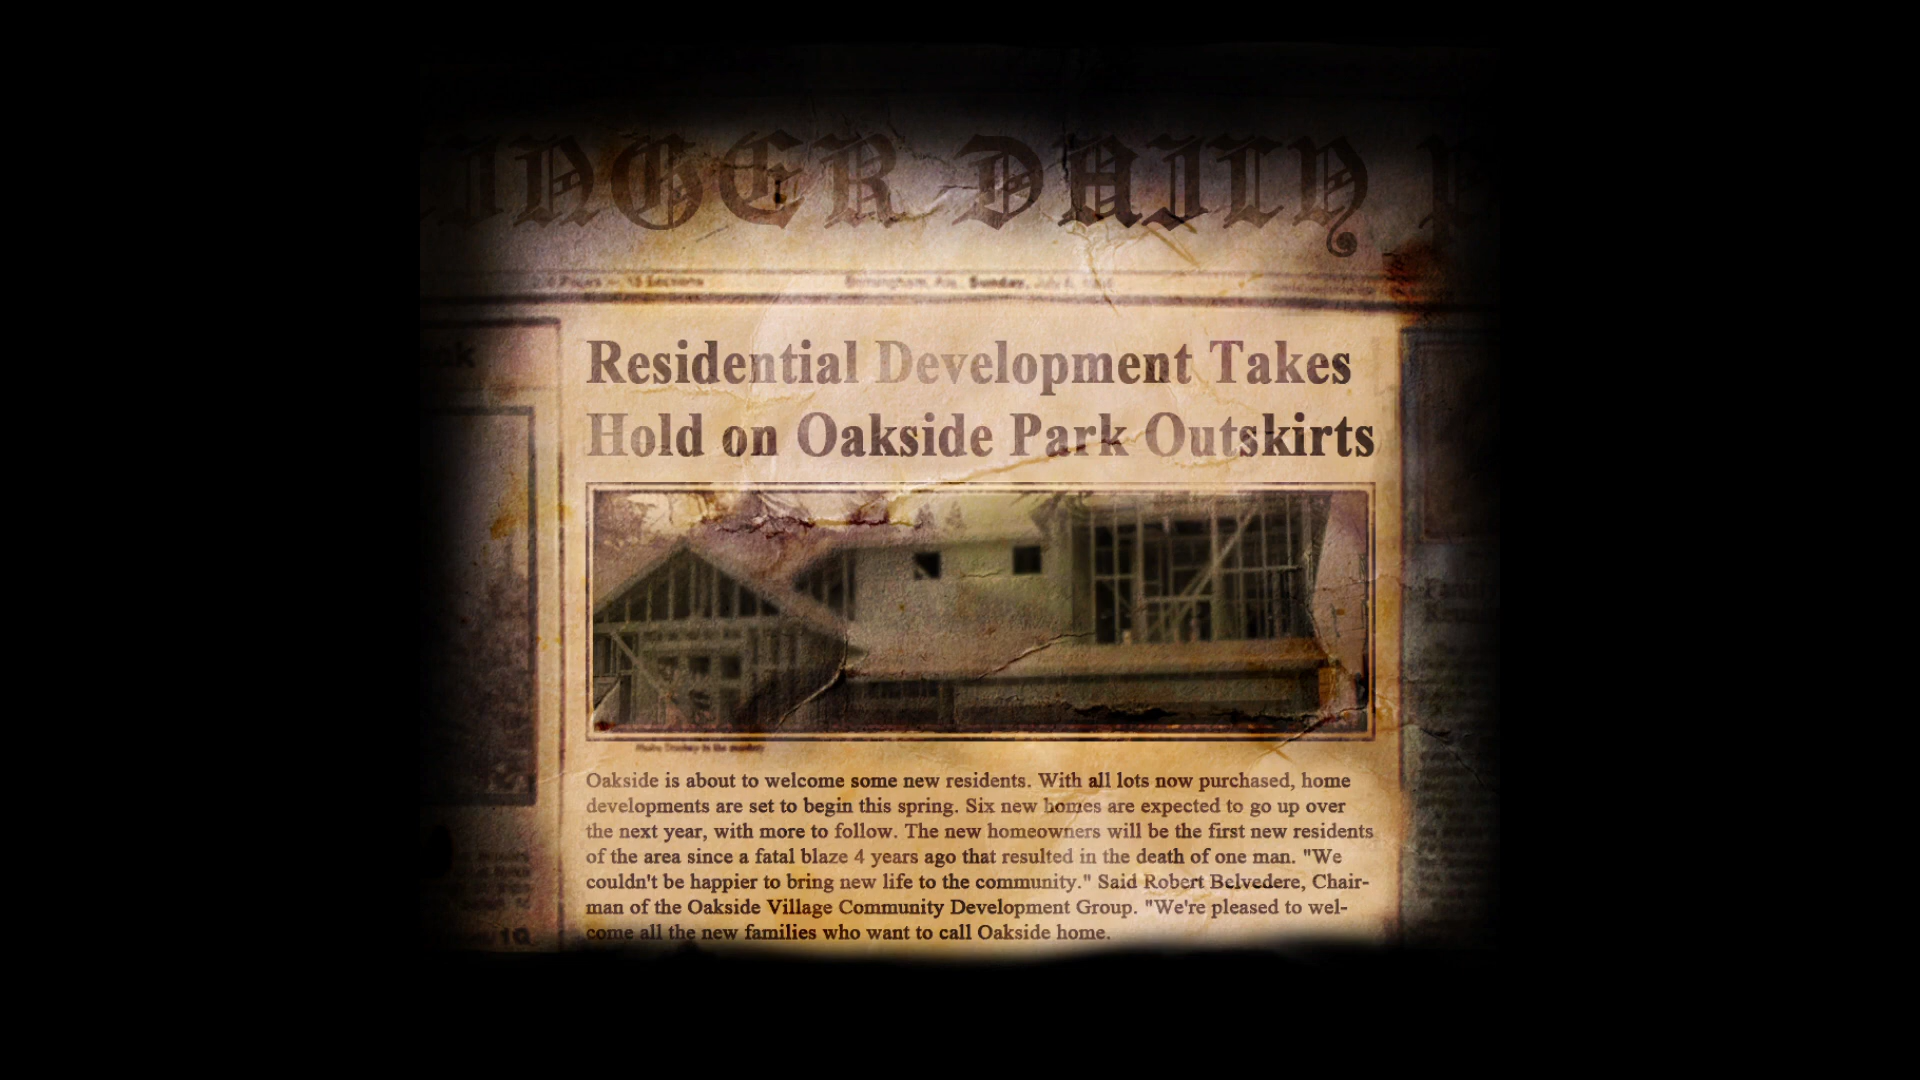 INGER DAILY
Residential Development Takes
Hold on Oakside Park Outskirts
Oakside is about to welcome some new residents. With all lots now purchased, home
developments are set to begin this spring. Six new homes are expected to go up over
the next year, with more to follow. The new homeowners will be the first new residents
of the area since a fatal blaze 4 years ago that resulted in the death of one man. "We
couldn't be happier to bring new life to the community." Said Robert Belvedere, Chair-
man of the Oakside Village Community Development Group. "We're pleased to wel-
come all the new families who want to call Oakside home.